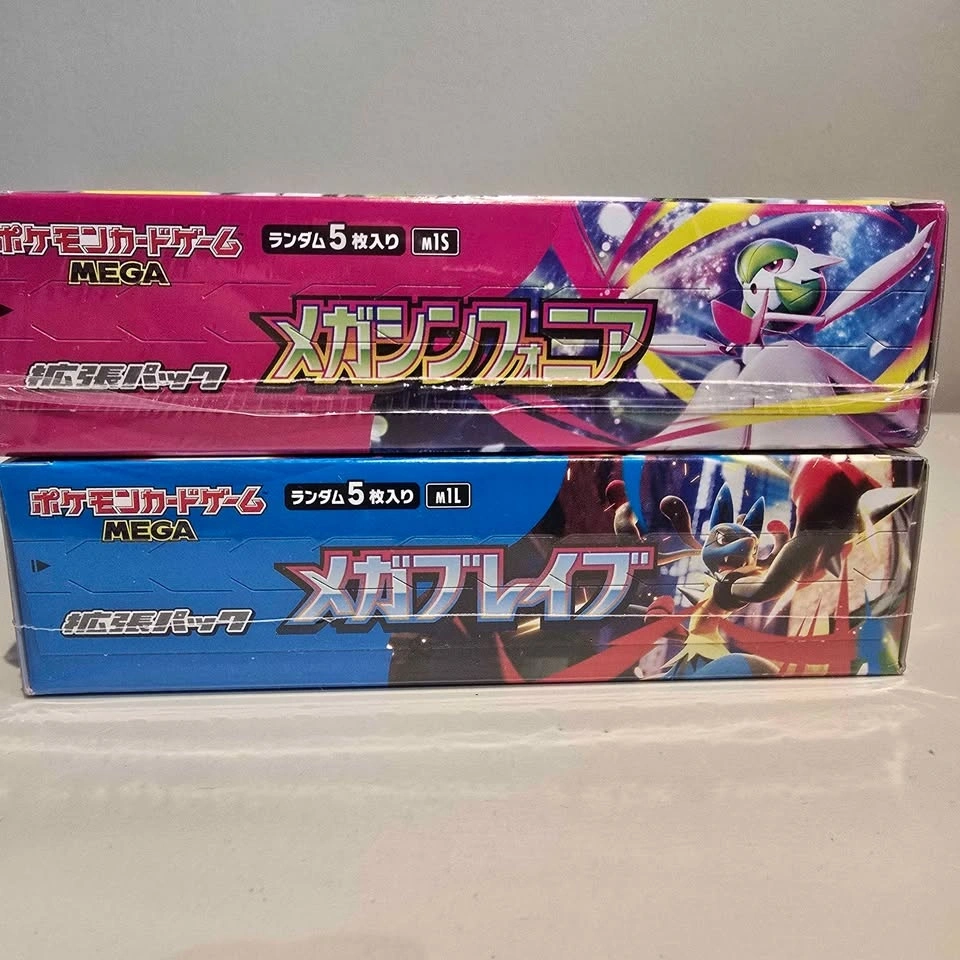 ポケモンカードゲーム
MEGA
ランダム5枚入り M1S
メガシンフォニア
拡張パック
ポケモンカードゲーム
MEGA
ランダム5枚入り M1L
メガブレイブ
拡張パック